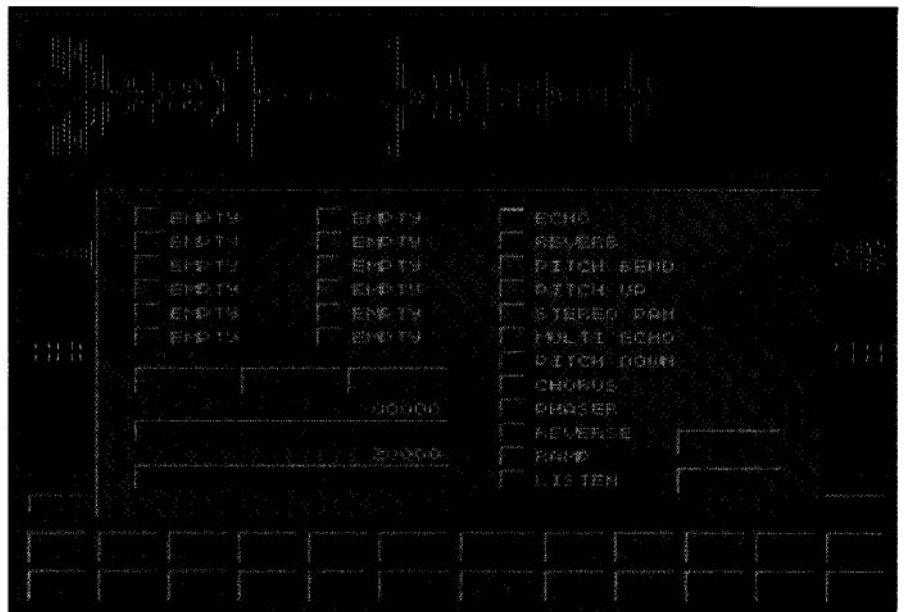 EMPTY EMPTY ECHO
EMPTY EMPTY REVERB
EMPTY EMPTY PITCH BEND
EMPTY EMPTY PITCH UP
EMPTY EMPTY STEREO PAN
EMPTY EMPTY MULTI ECHO
PITCH DOWN
CHORUS
00000 PHASER
REVERSE
RAMP
LISTEN